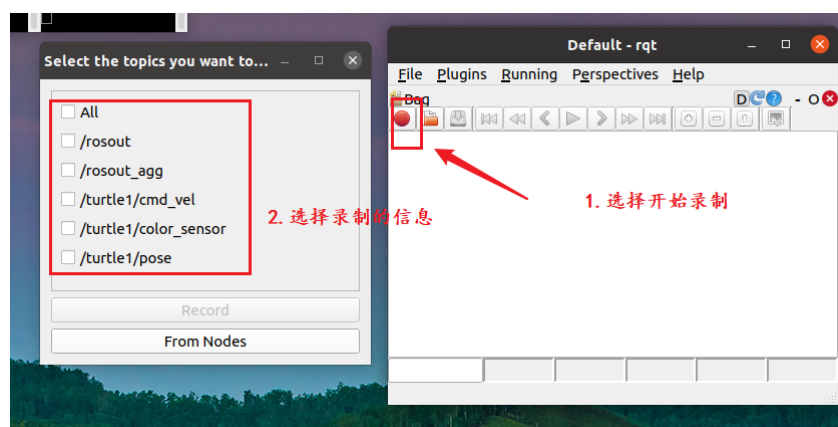 Select the topics you want to...
All
/rosout
/rosout_agg
/turtle1/cmd_vel
/turtle1/color_sensor
/turtle1/pose
Record
From Nodes
2.选择录制的信息
Default - rqt
File Plugins Running Perspectives Help
Bag
D - O
1.选择开始录制